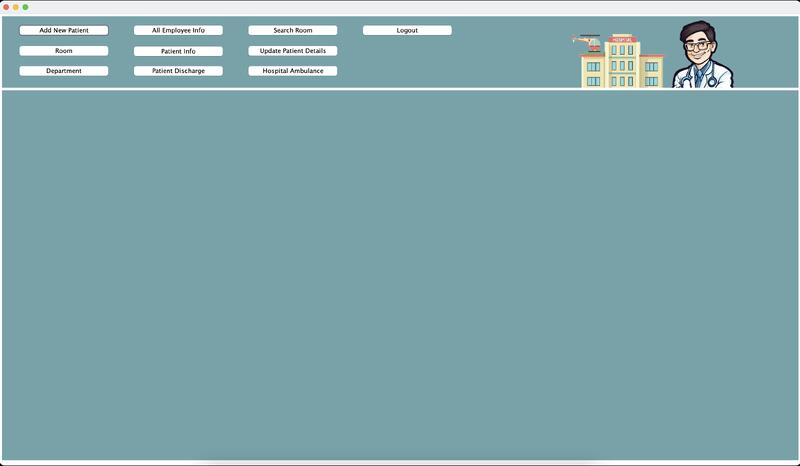 Add New Patient
All Employee Info
Search Room
Logout
Room
Patient Info
Update Patient Details
Department
Patient Discharge
Hospital Ambulance
HOSPITAL